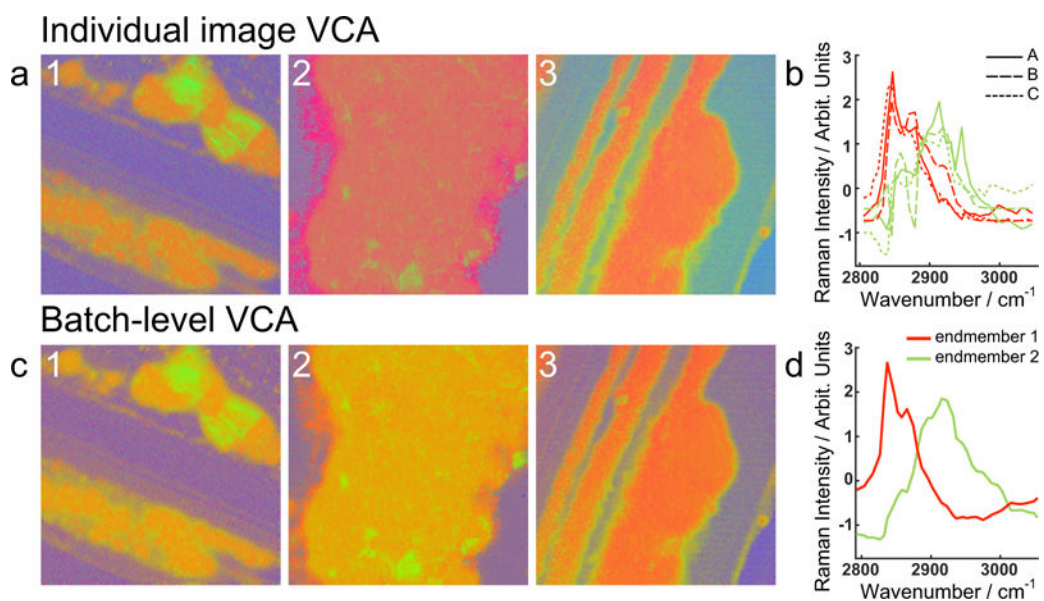 Individual image VCA
a
1
2
3
b
Raman Intensity / Arbit. Units
3
2
1
0
-1
A
B
C
2800 2900 3000
Wavenumber / cm-1
Batch-level VCA
c
1
2
3
d
Raman Intensity / Arbit. Units
3
2
1
0
-1
endmember 1
endmember 2
2800 2900 3000
Wavenumber / cm-1